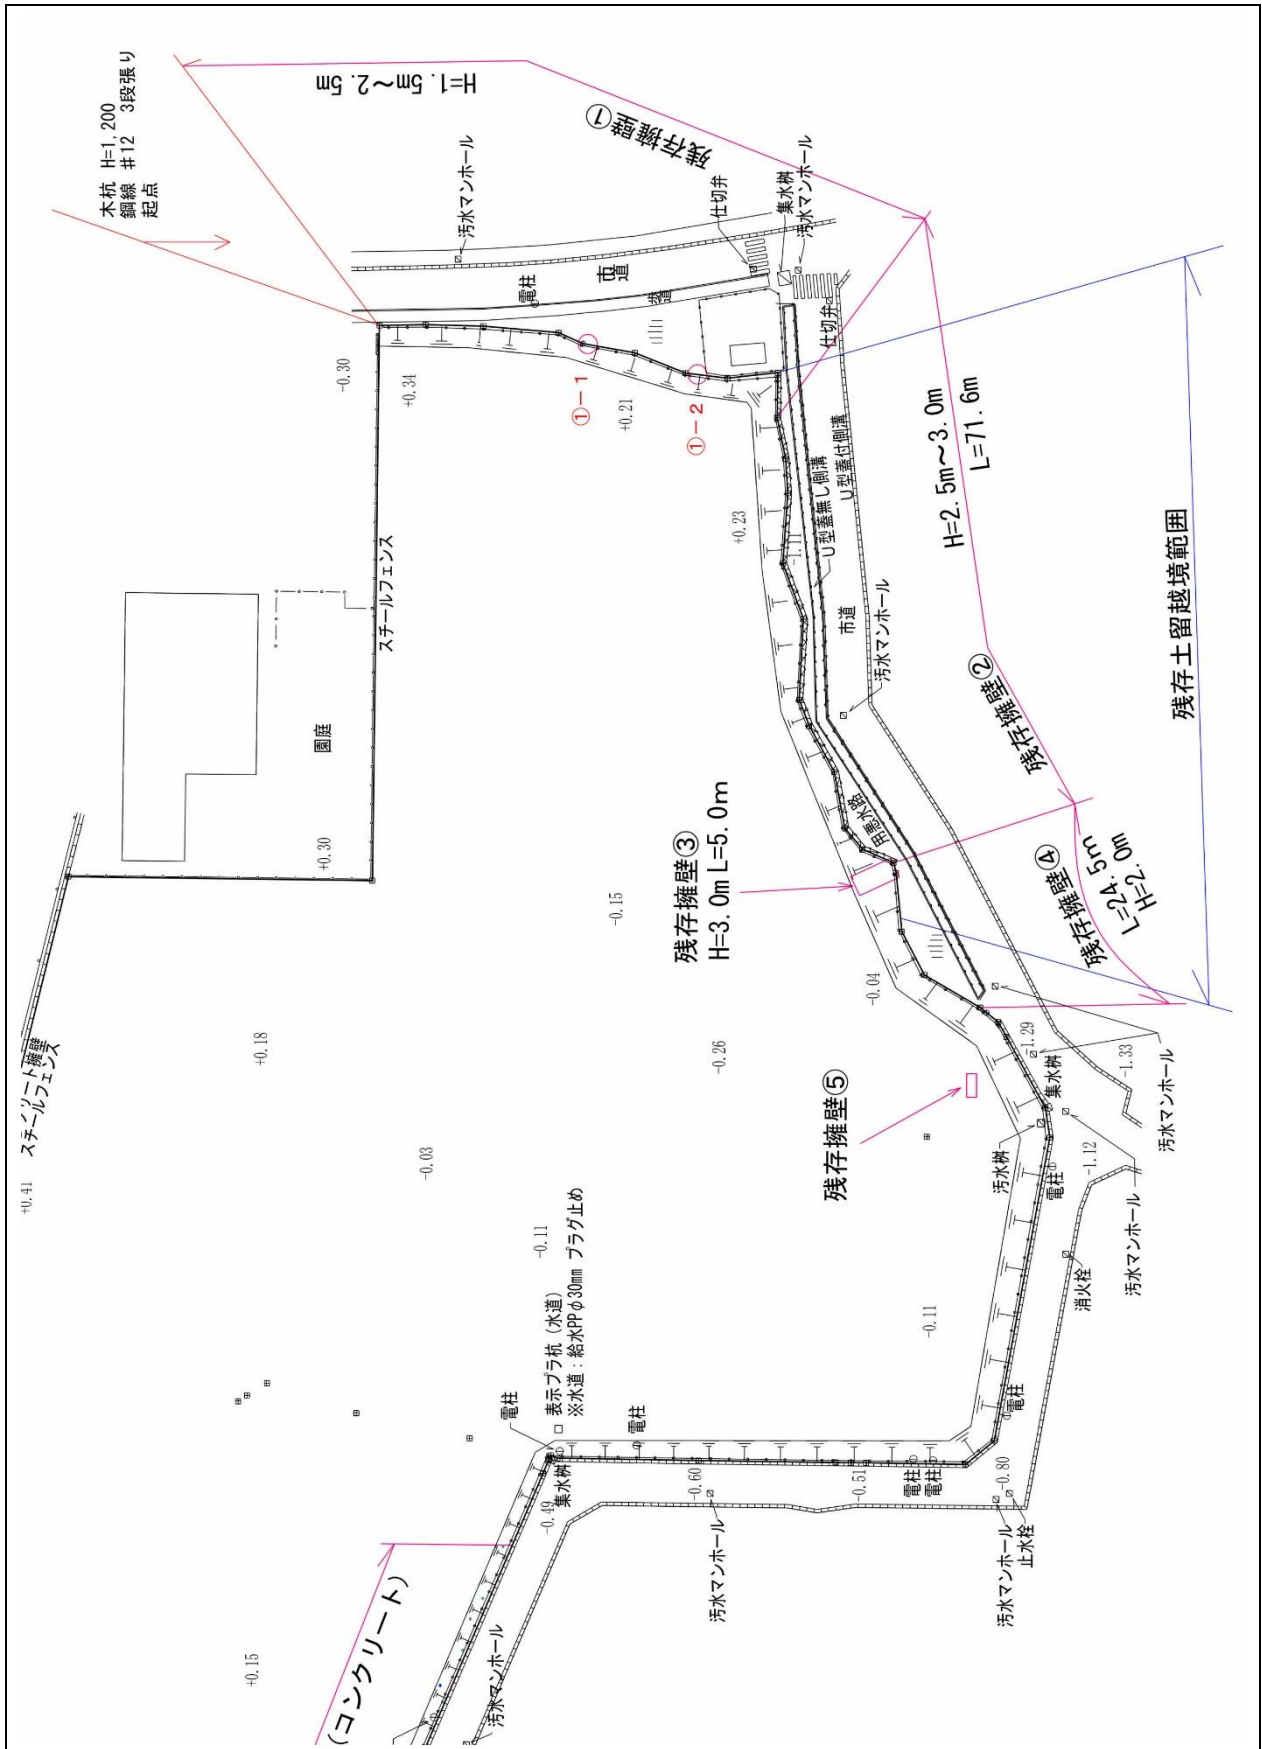 木杭 H=1,200
鋼線 #12 3段張り
起点
H=1.5m～2.5m
残存擁壁①
汚水マンホール
仕切弁
集水桝
汚水マンホール
市道
電柱
歩道
仕切弁
-0.30
+0.34
①－1
+0.21
①－2
+0.23
-1.11
U型蓋無し側溝
U型蓋付側溝
H=2.5m～3.0m
L=71.6m
スチールフェンス
園庭
+0.30
市道
汚水マンホール
残存土留越境範囲
残存擁壁②
用悪水路
残存擁壁③
H=3.0m L=5.0m
-0.15
残存擁壁④
L=24.5m
H=2.0m
-0.04
-0.26
-1.29
-1.33
集水桝
汚水マンホール
残存擁壁⑤
汚水桝
電柱
-1.12
汚水マンホール
消火栓
スチールフェンス
+0.18
+0.41
-0.03
-0.11
表示プラ杭（水道）
※水道：給水PPφ30mm プラグ止め
-0.11
電柱
電柱
集水桝
-0.49
-0.60
-0.51
電柱
電柱
電柱
-0.80
汚水マンホール
汚水マンホール
止水栓
+0.15
(コンクリート)
汚水マンホール